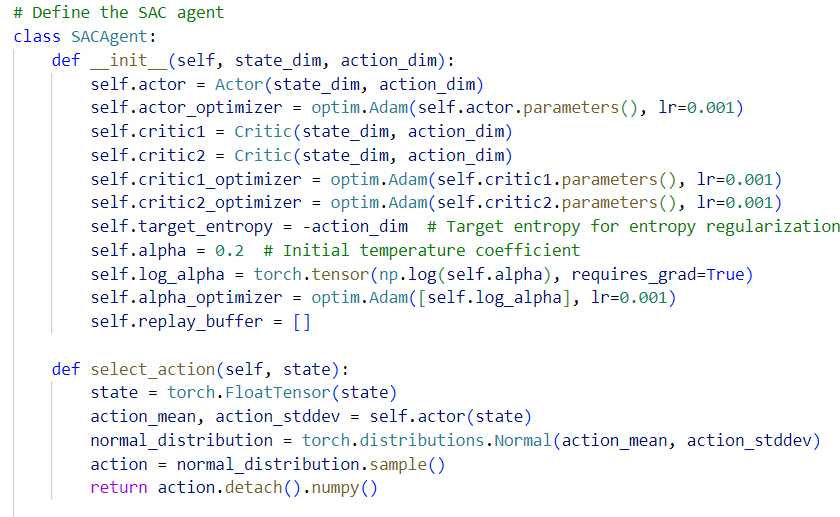 # Define the SAC agent
class SACAgent:
    def __init__(self, state_dim, action_dim):
        self.actor = Actor(state_dim, action_dim)
        self.actor_optimizer = optim.Adam(self.actor.parameters(), lr=0.001)
        self.critic1 = Critic(state_dim, action_dim)
        self.critic2 = Critic(state_dim, action_dim)
        self.critic1_optimizer = optim.Adam(self.critic1.parameters(), lr=0.001)
        self.critic2_optimizer = optim.Adam(self.critic2.parameters(), lr=0.001)
        self.target_entropy = -action_dim  # Target entropy for entropy regularization
        self.alpha = 0.2  # Initial temperature coefficient
        self.log_alpha = torch.tensor(np.log(self.alpha), requires_grad=True)
        self.alpha_optimizer = optim.Adam([self.log_alpha], lr=0.001)
        self.replay_buffer = []

    def select_action(self, state):
        state = torch.FloatTensor(state)
        action_mean, action_stddev = self.actor(state)
        normal_distribution = torch.distributions.Normal(action_mean, action_stddev)
        action = normal_distribution.sample()
        return action.detach().numpy()